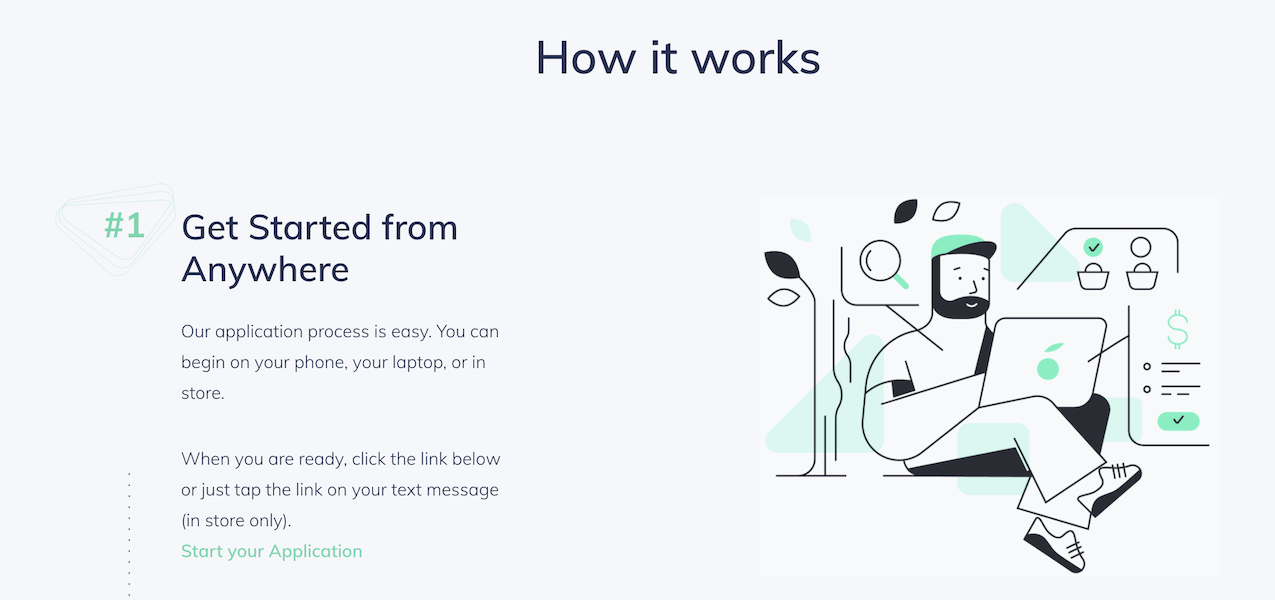 How it works
#1
Get Started from
Anywhere
Our application process is easy. You can
begin on your phone, your laptop, or in
store.
When you are ready, click the link below
or just tap the link on your text message
(in store only).
Start your Application
$